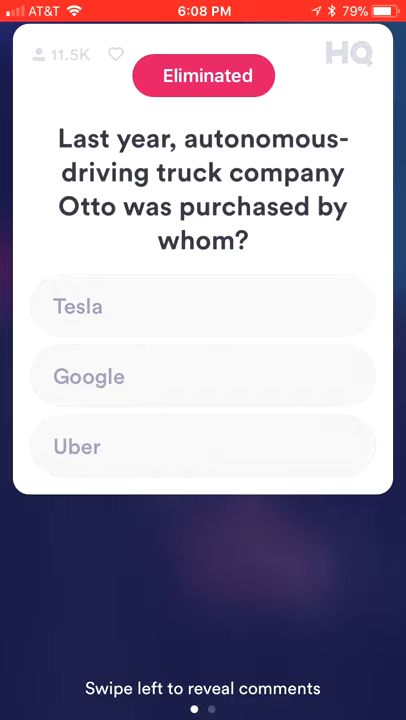 AT&T 6:08 PM 79%
11.5K HQ
Eliminated
Last year, autonomous-
driving truck company
Otto was purchased by
whom?
Tesla
Google
Uber
Swipe left to reveal comments